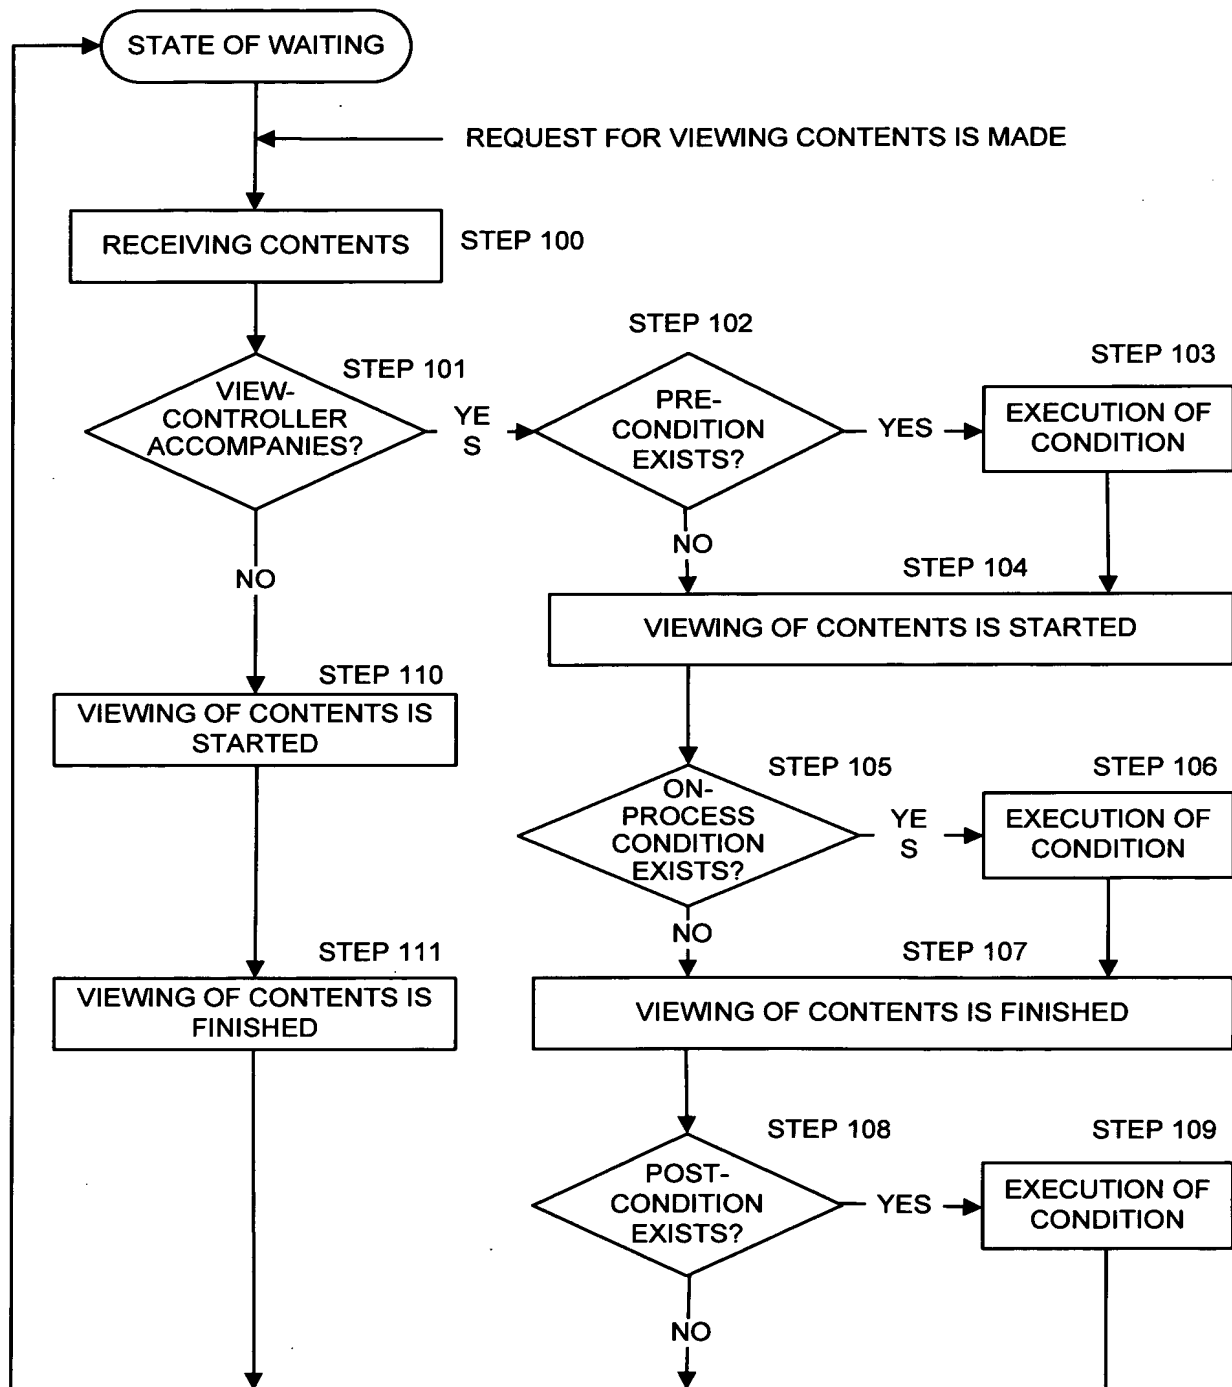 STATE OF WAITING
REQUEST FOR VIEWING CONTENTS IS MADE
RECEIVING CONTENTS
STEP 100
STEP 101
VIEW-
CONTROLLER
ACCOMPANIES?
YE
S
STEP 102
PRE-
CONDITION
EXISTS?
YES
STEP 103
EXECUTION OF
CONDITION
NO
NO
STEP 104
VIEWING OF CONTENTS IS STARTED
STEP 110
VIEWING OF CONTENTS IS
STARTED
STEP 105
ON-
PROCESS
CONDITION
EXISTS?
YE
S
STEP 106
EXECUTION OF
CONDITION
NO
STEP 111
VIEWING OF CONTENTS IS
FINISHED
STEP 107
VIEWING OF CONTENTS IS FINISHED
STEP 108
POST-
CONDITION
EXISTS?
YES
STEP 109
EXECUTION OF
CONDITION
NO